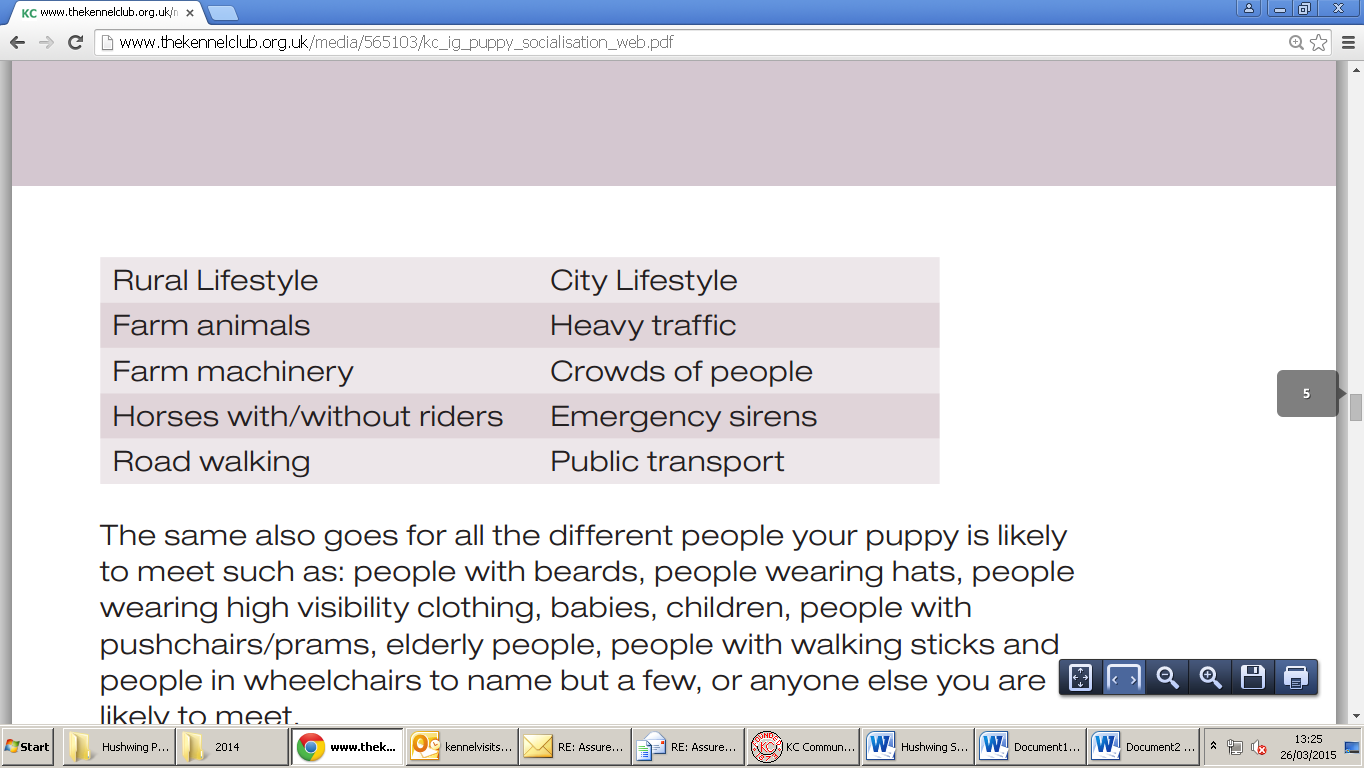 KC www.thekennelclub.org.uk/r
www.thekennelclub.org.uk/media/565103/kc_ig_puppy_socialisation_web.pdf
Rural Lifestyle City Lifestyle
Farm animals Heavy traffic
Farm machinery Crowds of people
Horses with/without riders Emergency sirens
Road walking Public transport
5
The same also goes for all the different people your puppy is likely
to meet such as: people with beards, people wearing hats, people
wearing high visibility clothing, babies, children, people with
pushchairs/prams, elderly people, people with walking sticks and
people in wheelchairs to name but a few, or anyone else you are
likely to meet.
Start Hushwing P... 2014 www.thek... kennelvisits... RE: Assure... RE: Assure... KC Commun... Hushwing S... Document1... Document2 ... 13:25
26/03/2015